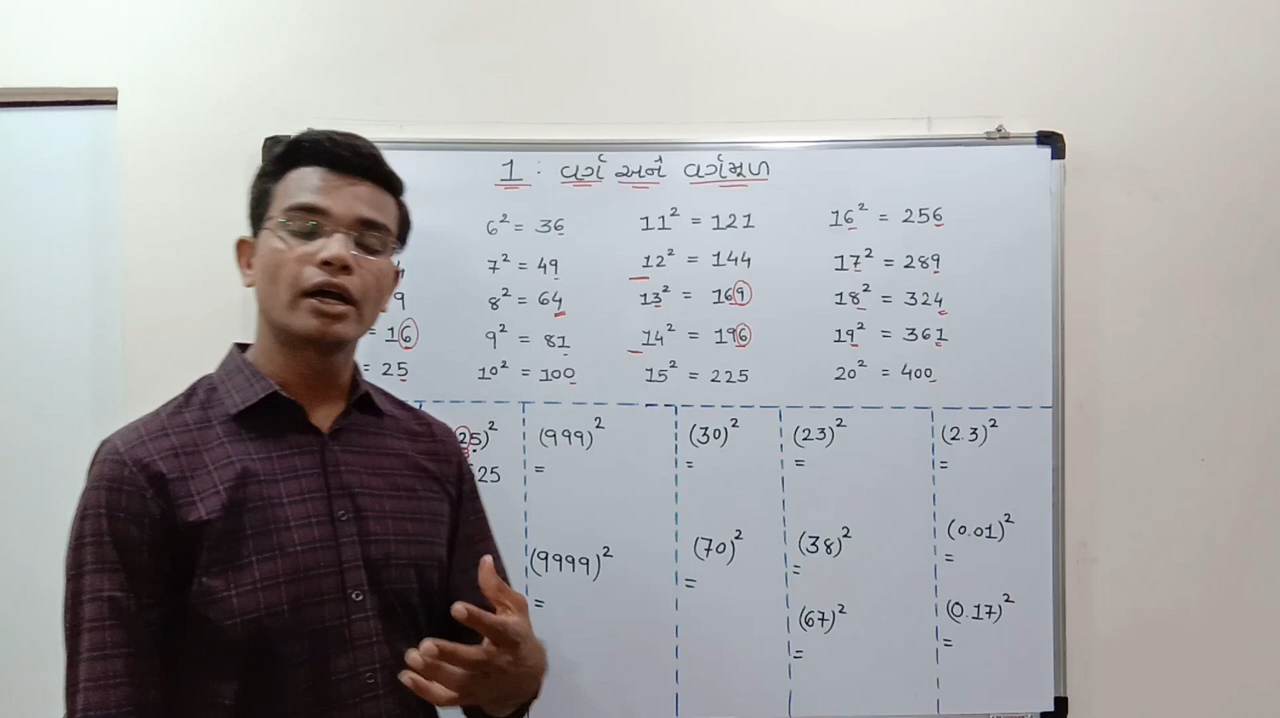 1 : વર્ગ અને વર્ગમૂળ
6² = 36 11² = 121 16² = 256
7² = 49 12² = 144 17² = 289
9 8² = 64 13² = 169 18² = 324
= 16 9² = 81 14² = 196 19² = 361
= 25 10² = 100 15² = 225 20² = 400
25)² (999)² (30)² (23)² (2.3)²
25 = = = =
(9999)² (70)² (38)² (0.01)²
= = = =
(67)² (0.17)²
= =